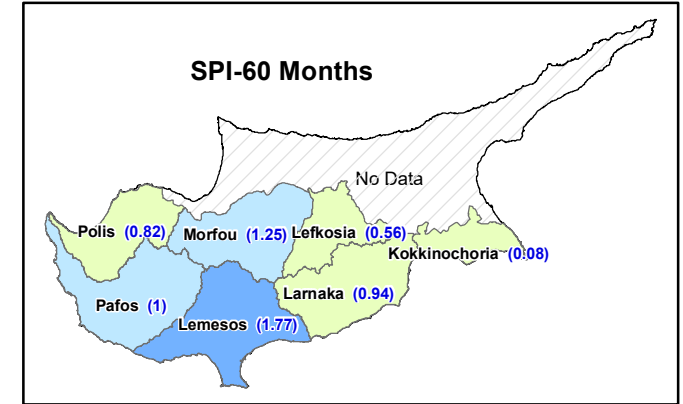 SPI-60 Months
No Data
Polis (0.82)
Morfou (1.25)
Lefkosia (0.56)
Kokkinochoria (0.08)
Pafos (1)
Larnaka (0.94)
Lemesos (1.77)